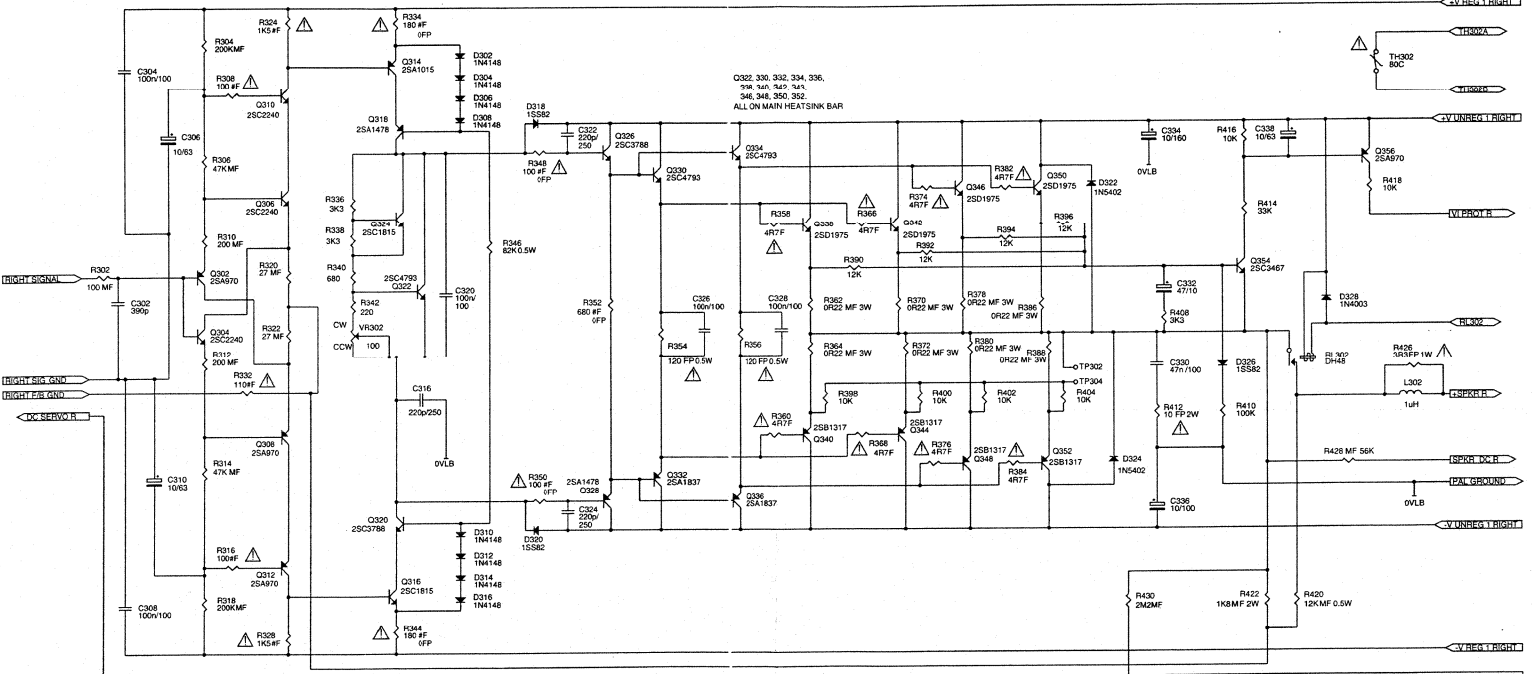 +V REG 1 RIGHT
TH302A
TH302
80C
R324
1K5#F
R334
180 #F
0FP
R304
200KMF
C304
100n/100
R308
100 #F
Q310
2SC2240
Q314
2SA1015
D302
1N4148
D304
1N4148
D306
1N4148
D308
1N4148
Q322, 330, 332, 334, 336,
338, 340, 342, 343,
346, 348, 350, 352.
ALL ON MAIN HEATSINK BAR
C306
10/63
Q318
2SA1478
D318
1SS82
C322
220p/
250
Q326
2SC3788
R348
100 #F
0FP
Q330
2SC4793
Q334
2SC4793
C334
10/160
0VLB
R416
10K
C338
10/63
+V UNREG 1 RIGHT
Q356
2SA970
R418
10K
VI PROT R
R306
47KMF
Q306
2SC2240
R310
200 MF
R336
3K3
Q324
2SC1815
R338
3K3
R340
680
2SC4793
Q322
R342
220
CW
VR302
100
CCW
C320
100n/
100
R346
82K0.5W
R382
4R7F
R374
4R7F
Q346
2SD1975
Q350
2SD1975
D322
1N5402
R414
33K
R358
4R7F
Q338
2SD1975
R366
4R7F
Q342
2SD1975
R396
12K
R394
12K
R392
12K
R390
12K
Q354
2SC3467
RIGHT SIGNAL
R302
100 MF
C302
390p
Q302
2SA970
R320
27 MF
Q304
2SC2240
R322
27 MF
R312
200 MF
R332
110#F
R352
680 #F
0FP
C326
100n/100
R354
120 FP0.5W
C328
100n/100
R356
120 FP0.5W
R362
0R22 MF 3W
R370
0R22 MF 3W
R378
0R22 MF 3W
R386
0R22 MF 3W
C332
47/10
R408
3K3
D328
1N4003
RL302
R364
0R22 MF 3W
R372
0R22 MF 3W
R380
0R22 MF 3W
R388
0R22 MF 3W
TP302
TP304
C330
47n /100
D326
1SS82
RL302
DH48
R426
3R3FP 1W
L302
1uH
+SPKR R
RIGHT SIG GND
RIGHT F/B GND
DC SERVO R
C316
220p/250
0VLB
R398
10K
R400
10K
R402
10K
R404
10K
R412
10 FP 2W
R410
100K
R360
4R7F
2SB1317
Q340
R368
4R7F
2SB1317
Q344
R376
4R7F
2SB1317
Q348
R384
4R7F
Q352
2SB1317
D324
1N5402
R428 MF 56K
SPKR DC R
PAL GROUND
0VLB
Q308
2SA970
R314
47K MF
C310
10/63
R350
100 #F
0FP
2SA1478
Q328
C324
220p/
250
D320
1SS82
Q332
2SA1837
Q336
2SA1837
C336
10/100
-V UNREG 1 RIGHT
Q320
2SC3788
D310
1N4148
D312
1N4148
D314
1N4148
D316
1N4148
R316
100#F
Q312
2SA970
Q316
2SC1815
R318
200KMF
C308
100n/100
R328
1K5#F
R344
180 #F
0FP
R430
2M2MF
R422
1K8MF 2W
R420
12KMF 0.5W
-V REG 1 RIGHT